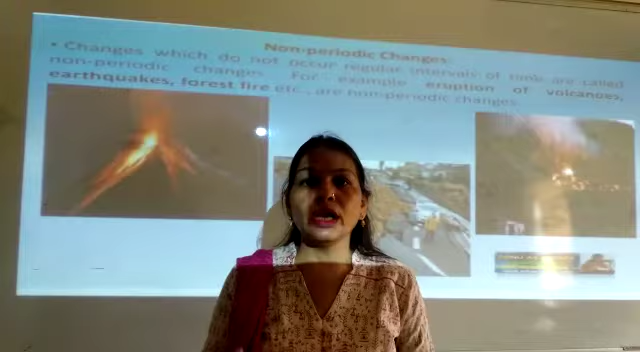 Non-periodic Changes
• Changes which do not occur regular intervals of time are called
non-periodic changes. For example eruption of volcanoes,
earthquakes, forest fire etc., are non-periodic changes.